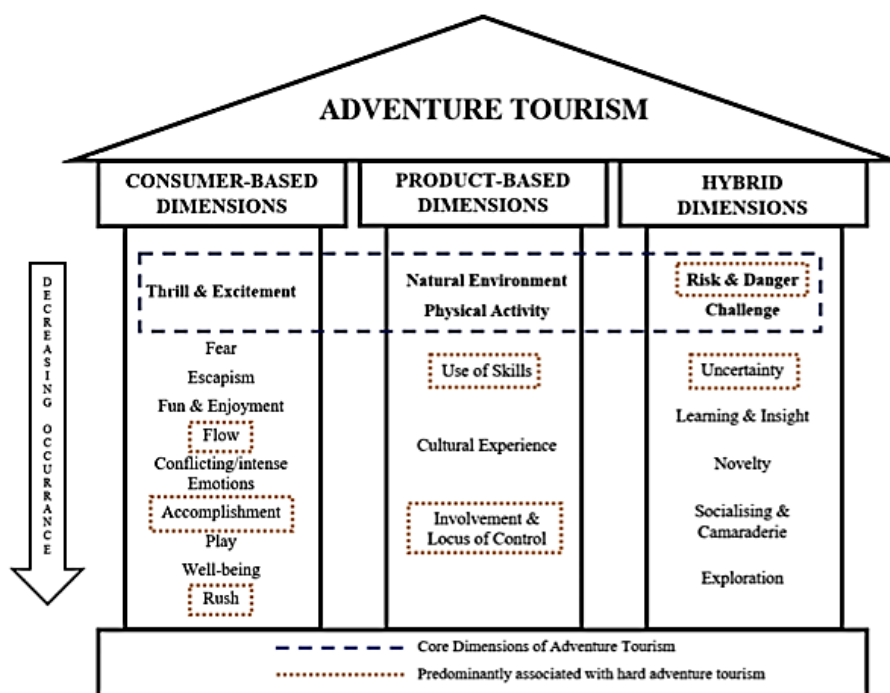 ADVENTURE TOURISM
CONSUMER-BASED
DIMENSIONS
PRODUCT-BASED
DIMENSIONS
HYBRID
DIMENSIONS
DECREASING OCCURRANCE
Thrill & Excitement
Fear
Escapism
Fun & Enjoyment
Flow
Conflicting/intense
Emotions
Accomplishment
Play
Well-being
Rush
Natural Environment
Physical Activity
Use of Skills
Cultural Experience
Involvement &
Locus of Control
Risk & Danger
Challenge
Uncertainty
Learning & Insight
Novelty
Socialising &
Camaraderie
Exploration
Core Dimensions of Adventure Tourism
Predominantly associated with hard adventure tourism